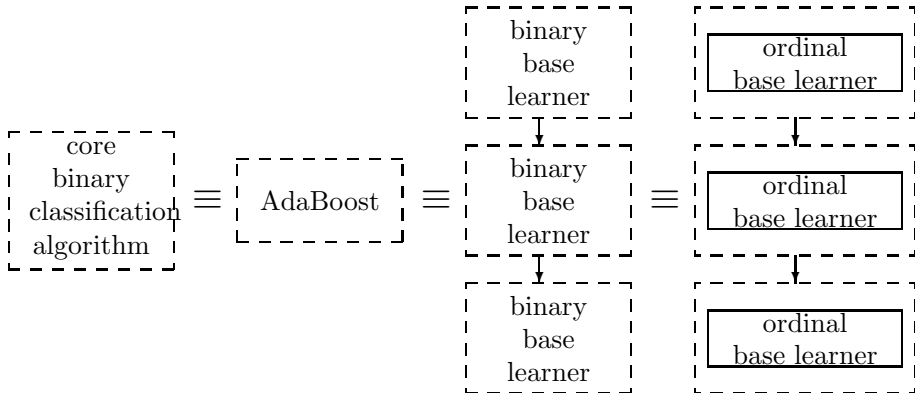 core
binary
classification
algorithm
≡
AdaBoost
≡
binary
base
learner
binary
base
learner
binary
base
learner
≡
ordinal
base learner
ordinal
base learner
ordinal
base learner